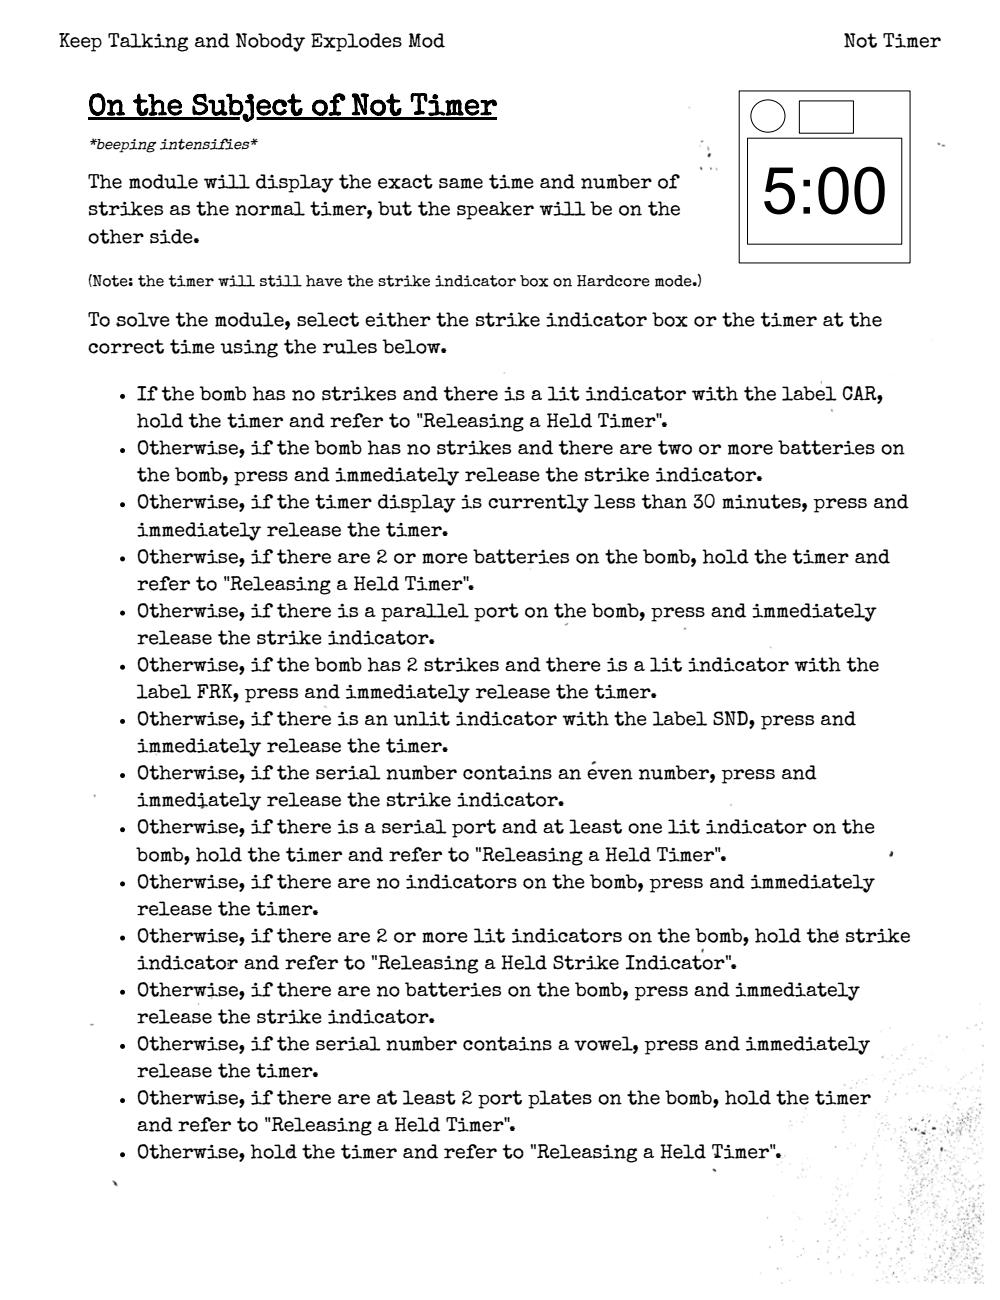 Keep Talking and Nobody Explodes Mod
Not Timer
On the Subject of Not Timer
*beeping intensifies*
The module will display the exact same time and number of
strikes as the normal timer, but the speaker will be on the
other side.
5:00
(Note: the timer will still have the strike indicator box on Hardcore mode.)
To solve the module, select either the strike indicator box or the timer at the
correct time using the rules below.
• If the bomb has no strikes and there is a lit indicator with the label CAR,
hold the timer and refer to "Releasing a Held Timer".
• Otherwise, if the bomb has no strikes and there are two or more batteries on
the bomb, press and immediately release the strike indicator.
• Otherwise, if the timer display is currently less than 30 minutes, press and
immediately release the timer.
• Otherwise, if there are 2 or more batteries on the bomb, hold the timer and
refer to "Releasing a Held Timer".
• Otherwise, if there is a parallel port on the bomb, press and immediately
release the strike indicator.
• Otherwise, if the bomb has 2 strikes and there is a lit indicator with the
label FRK, press and immediately release the timer.
• Otherwise, if there is an unlit indicator with the label SND, press and
immediately release the timer.
• Otherwise, if the serial number contains an even number, press and
immediately release the strike indicator.
• Otherwise, if there is a serial port and at least one lit indicator on the
bomb, hold the timer and refer to "Releasing a Held Timer".
• Otherwise, if there are no indicators on the bomb, press and immediately
release the timer.
• Otherwise, if there are 2 or more lit indicators on the bomb, hold the strike
indicator and refer to "Releasing a Held Strike Indicator".
• Otherwise, if there are no batteries on the bomb, press and immediately
release the strike indicator.
• Otherwise, if the serial number contains a vowel, press and immediately
release the timer.
• Otherwise, if there are at least 2 port plates on the bomb, hold the timer
and refer to "Releasing a Held Timer".
• Otherwise, hold the timer and refer to "Releasing a Held Timer".